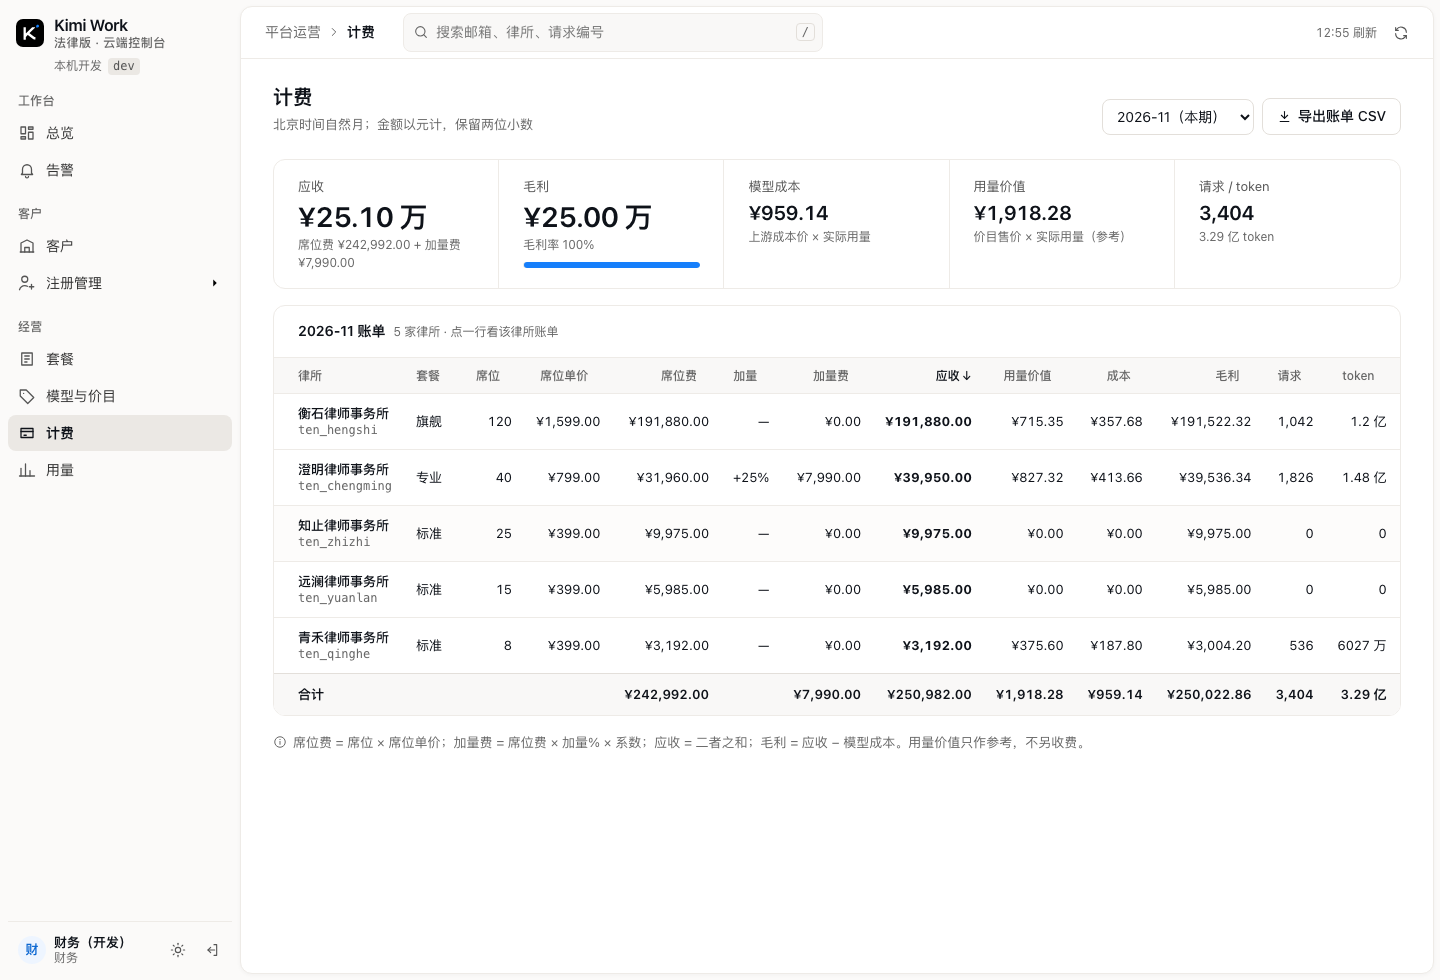 Kimi Work
法律版 · 云端控制台
本机开发 dev
工作台
总览
告警
客户
客户
注册管理
经营
套餐
模型与价目
计费
用量
财
财务（开发）
财务
平台运营 > 计费
搜索邮箱、律所、请求编号 /
12:55 刷新
计费
北京时间自然月；金额以元计，保留两位小数
2026-11（本期）
导出账单 CSV
应收
¥25.10 万
席位费 ¥242,992.00 + 加量费
¥7,990.00
毛利
¥25.00 万
毛利率 100%
模型成本
¥959.14
上游成本价 × 实际用量
用量价值
¥1,918.28
价目售价 × 实际用量（参考）
请求 / token
3,404
3.29 亿 token
2026-11 账单 5 家律所 · 点一行看该律所账单
律所 套餐 席位 席位单价 席位费 加量 加量费 应收↓ 用量价值 成本 毛利 请求 token
衡石律师事务所 旗舰 120 ¥1,599.00 ¥191,880.00 — ¥0.00 ¥191,880.00 ¥715.35 ¥357.68 ¥191,522.32 1,042 1.2 亿
ten_hengshi
澄明律师事务所 专业 40 ¥799.00 ¥31,960.00 +25% ¥7,990.00 ¥39,950.00 ¥827.32 ¥413.66 ¥39,536.34 1,826 1.48 亿
ten_chengming
知止律师事务所 标准 25 ¥399.00 ¥9,975.00 — ¥0.00 ¥9,975.00 ¥0.00 ¥0.00 ¥9,975.00 0 0
ten_zhizhi
远澜律师事务所 标准 15 ¥399.00 ¥5,985.00 — ¥0.00 ¥5,985.00 ¥0.00 ¥0.00 ¥5,985.00 0 0
ten_yuanlan
青禾律师事务所 标准 8 ¥399.00 ¥3,192.00 — ¥0.00 ¥3,192.00 ¥375.60 ¥187.80 ¥3,004.20 536 6027 万
ten_qinghe
合计 ¥242,992.00 ¥7,990.00 ¥250,982.00 ¥1,918.28 ¥959.14 ¥250,022.86 3,404 3.29 亿
席位费 = 席位 × 席位单价；加量费 = 席位费 × 加量% × 系数；应收 = 二者之和；毛利 = 应收 − 模型成本。用量价值只作参考，不另收费。